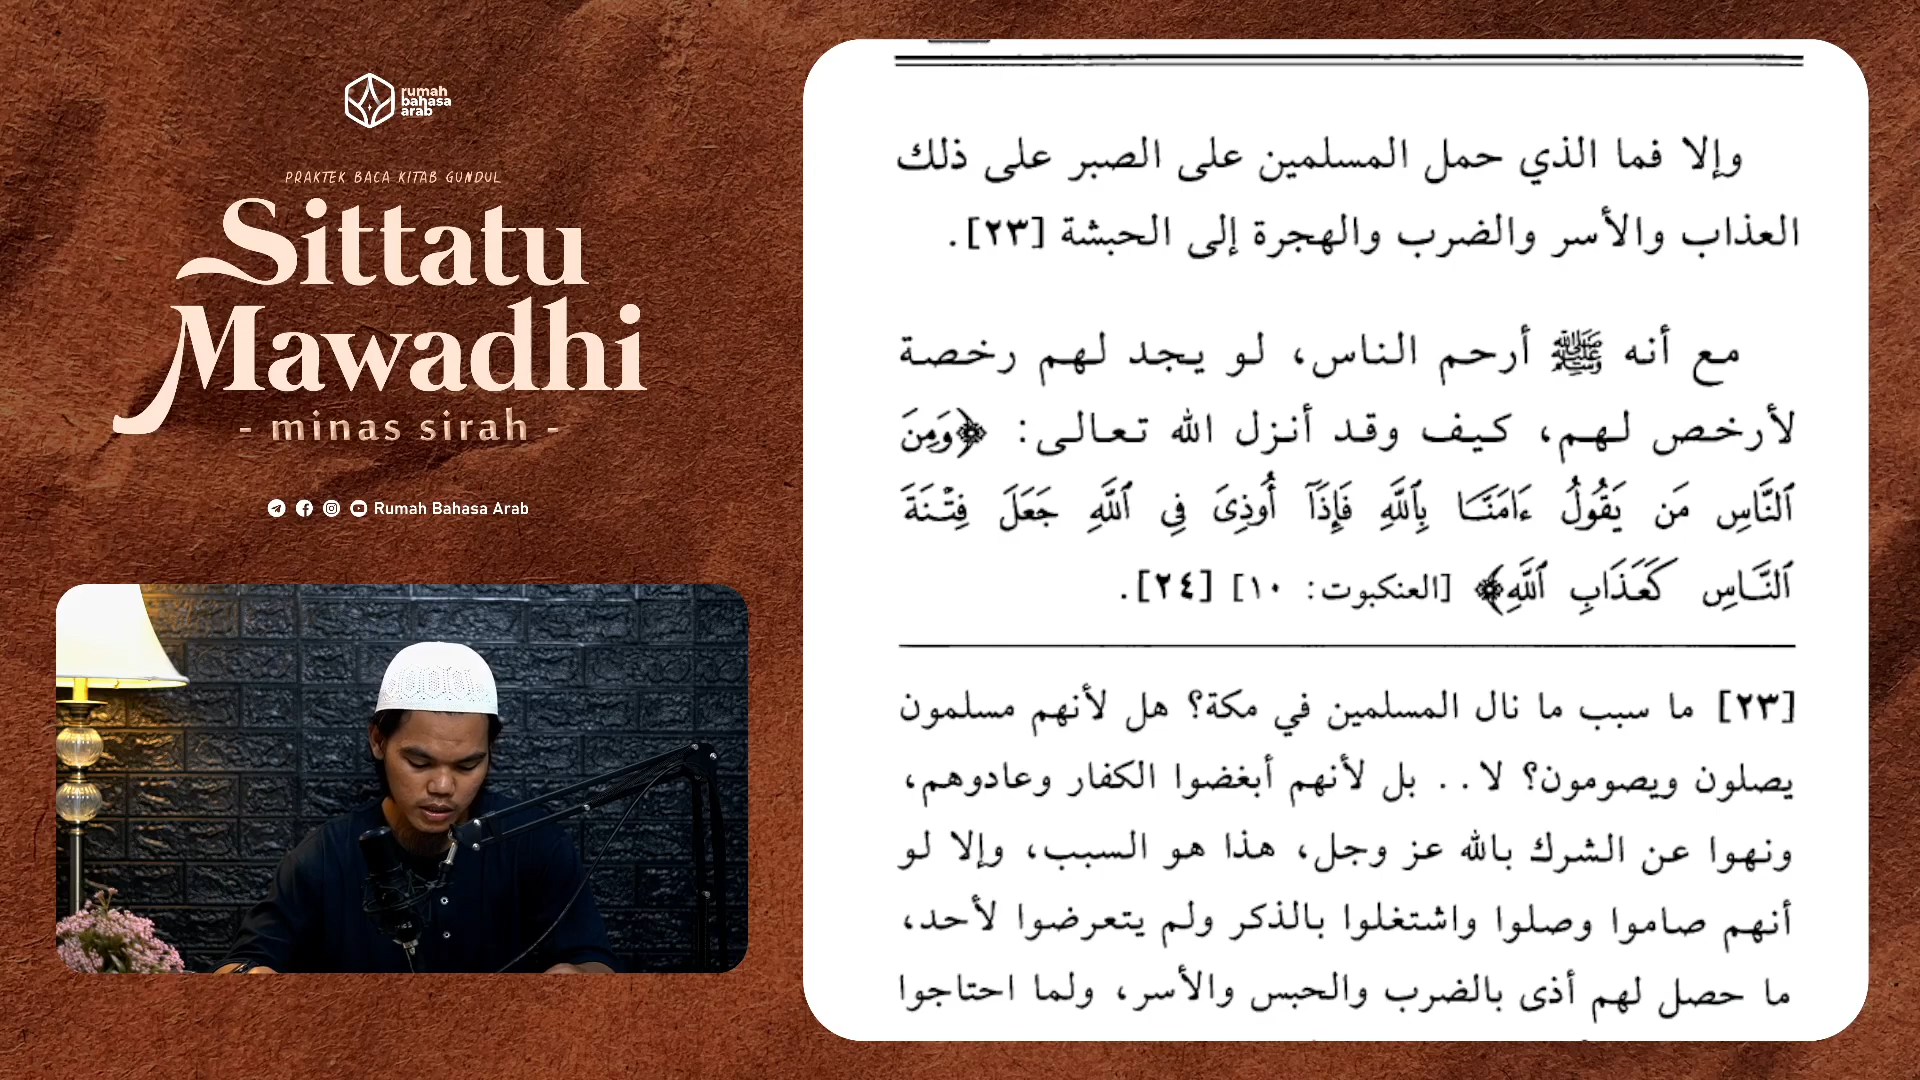 rumah
bahasa
arab
PRAKTEK BACA KITAB GUNDUL
Sittatu
Mawadhi
- minas sirah -
Rumah Bahasa Arab
وإلا فما الذي حمل المسلمين على الصبر على ذلك
العذاب والأسر والضرب والهجرة إلى الحبشة [٢٣].
مع أنه ﷺ أرحم الناس، لو يجد لهم رخصة
لأرخص لهم، كيف وقد أنزل الله تعالى: ﴿وَمِنَ
ٱلنَّاسِ مَن يَقُولُ ءَامَنَّا بِٱللَّهِ فَإِذَآ أُوذِىَ فِى ٱللَّهِ جَعَلَ فِتْنَةَ
ٱلنَّاسِ كَعَذَابِ ٱللَّهِ﴾ [العنكبوت: ١٠] [٢٤].
[٢٣] ما سبب ما نال المسلمين في مكة؟ هل لأنهم مسلمون
يصلون ويصومون؟ لا.. بل لأنهم أبغضوا الكفار وعادوهم،
ونهوا عن الشرك بالله عز وجل، هذا هو السبب، وإلا لو
أنهم صاموا وصلوا واشتغلوا بالذكر ولم يتعرضوا لأحد،
ما حصل لهم أذى بالضرب والحبس والأسر، ولما احتاجوا